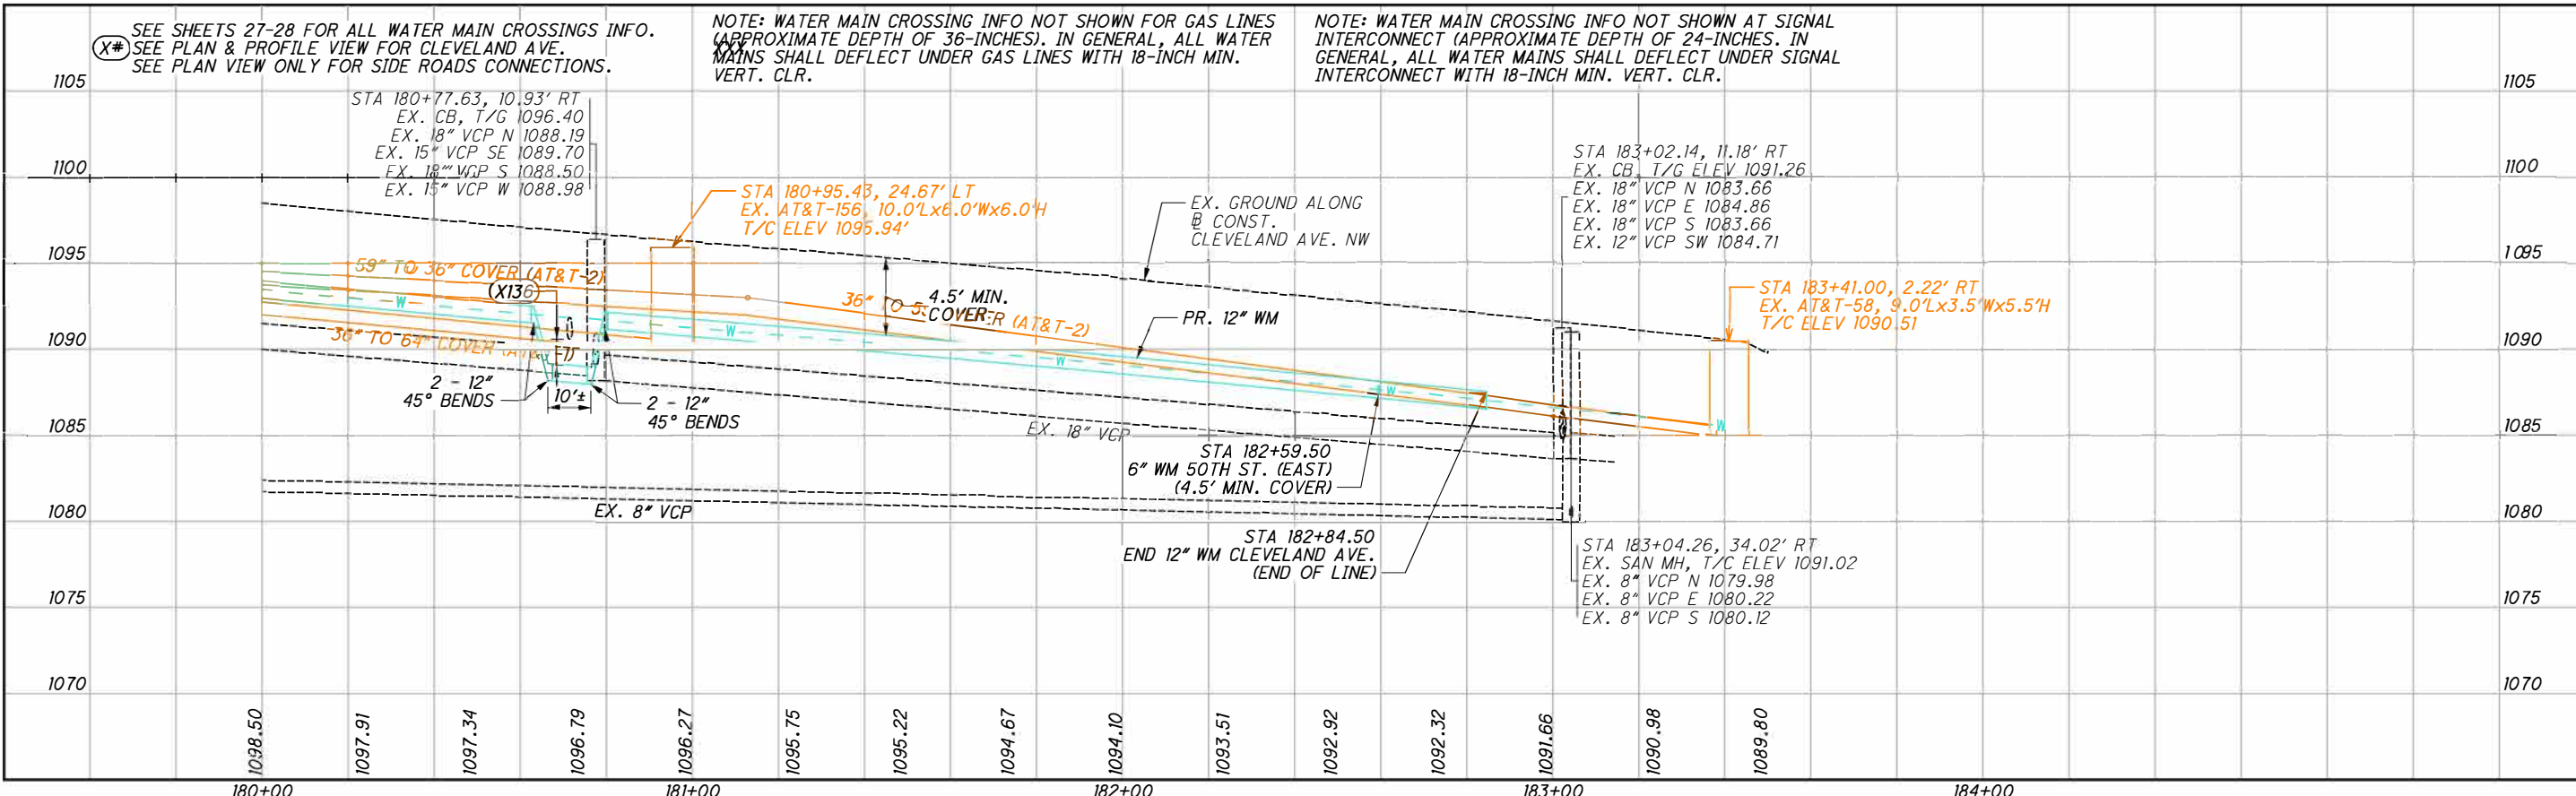 SEE SHEETS 27-28 FOR ALL WATER MAIN CROSSINGS INFO.
X# SEE PLAN & PROFILE VIEW FOR CLEVELAND AVE.
SEE PLAN VIEW ONLY FOR SIDE ROADS CONNECTIONS.
NOTE: WATER MAIN CROSSING INFO NOT SHOWN FOR GAS LINES
(APPROXIMATE DEPTH OF 36-INCHES). IN GENERAL, ALL WATER
XXX
MAINS SHALL DEFLECT UNDER GAS LINES WITH 18-INCH MIN.
VERT. CLR.
NOTE: WATER MAIN CROSSING INFO NOT SHOWN AT SIGNAL
INTERCONNECT (APPROXIMATE DEPTH OF 24-INCHES. IN
GENERAL, ALL WATER MAINS SHALL DEFLECT UNDER SIGNAL
INTERCONNECT WITH 18-INCH MIN. VERT. CLR.
1105
1105
STA 180+77.63, 10.93' RT
EX. CB, T/G 1096.40
EX. 18" VCP N 1088.19
EX. 15" VCP SE 1089.70
EX. 18" VCP S 1088.50
EX. 15" VCP W 1088.98
1100
1100
STA 180+95.43, 24.67' LT
EX. AT&T-156, 10.0'Lx6.0'Wx6.0'H
T/C ELEV 1095.94'
EX. GROUND ALONG
CONST.
CLEVELAND AVE. NW
STA 183+02.14, 11.18' RT
EX. CB, T/G ELEV 1091.26
EX. 18" VCP N 1083.66
EX. 18" VCP E 1084.86
EX. 18" VCP S 1083.66
EX. 12" VCP SW 1084.71
1095
1095
59" TO 36" COVER (AT&T-2)
X136
W
36" TO COVER (AT&T-2)
4.5' MIN.
COVER
PR. 12" WM
W
STA 183+41.00, 2.22' RT
EX. AT&T-58, 9.0'Lx3.5'Wx5.5'H
T/C ELEV 1090.51
1090
1090
36" TO 64" COVER
W
W
W
2 - 12"
45° BENDS
10'±
2 - 12"
45° BENDS
1085
1085
EX. 18" VCP
STA 182+59.50
6" WM 50TH ST. (EAST)
(4.5' MIN. COVER)
1080
1080
EX. 8" VCP
STA 182+84.50
END 12" WM CLEVELAND AVE.
(END OF LINE)
STA 183+04.26, 34.02' RT
EX. SAN MH, T/C ELEV 1091.02
EX. 8" VCP N 1079.98
EX. 8" VCP E 1080.22
EX. 8" VCP S 1080.12
1075
1075
1070
1070
1098.50
1097.91
1097.34
1096.79
1096.27
1095.75
1095.22
1094.67
1094.10
1093.51
1092.92
1092.32
1091.66
1090.98
1089.80
180+00
181+00
182+00
183+00
184+00